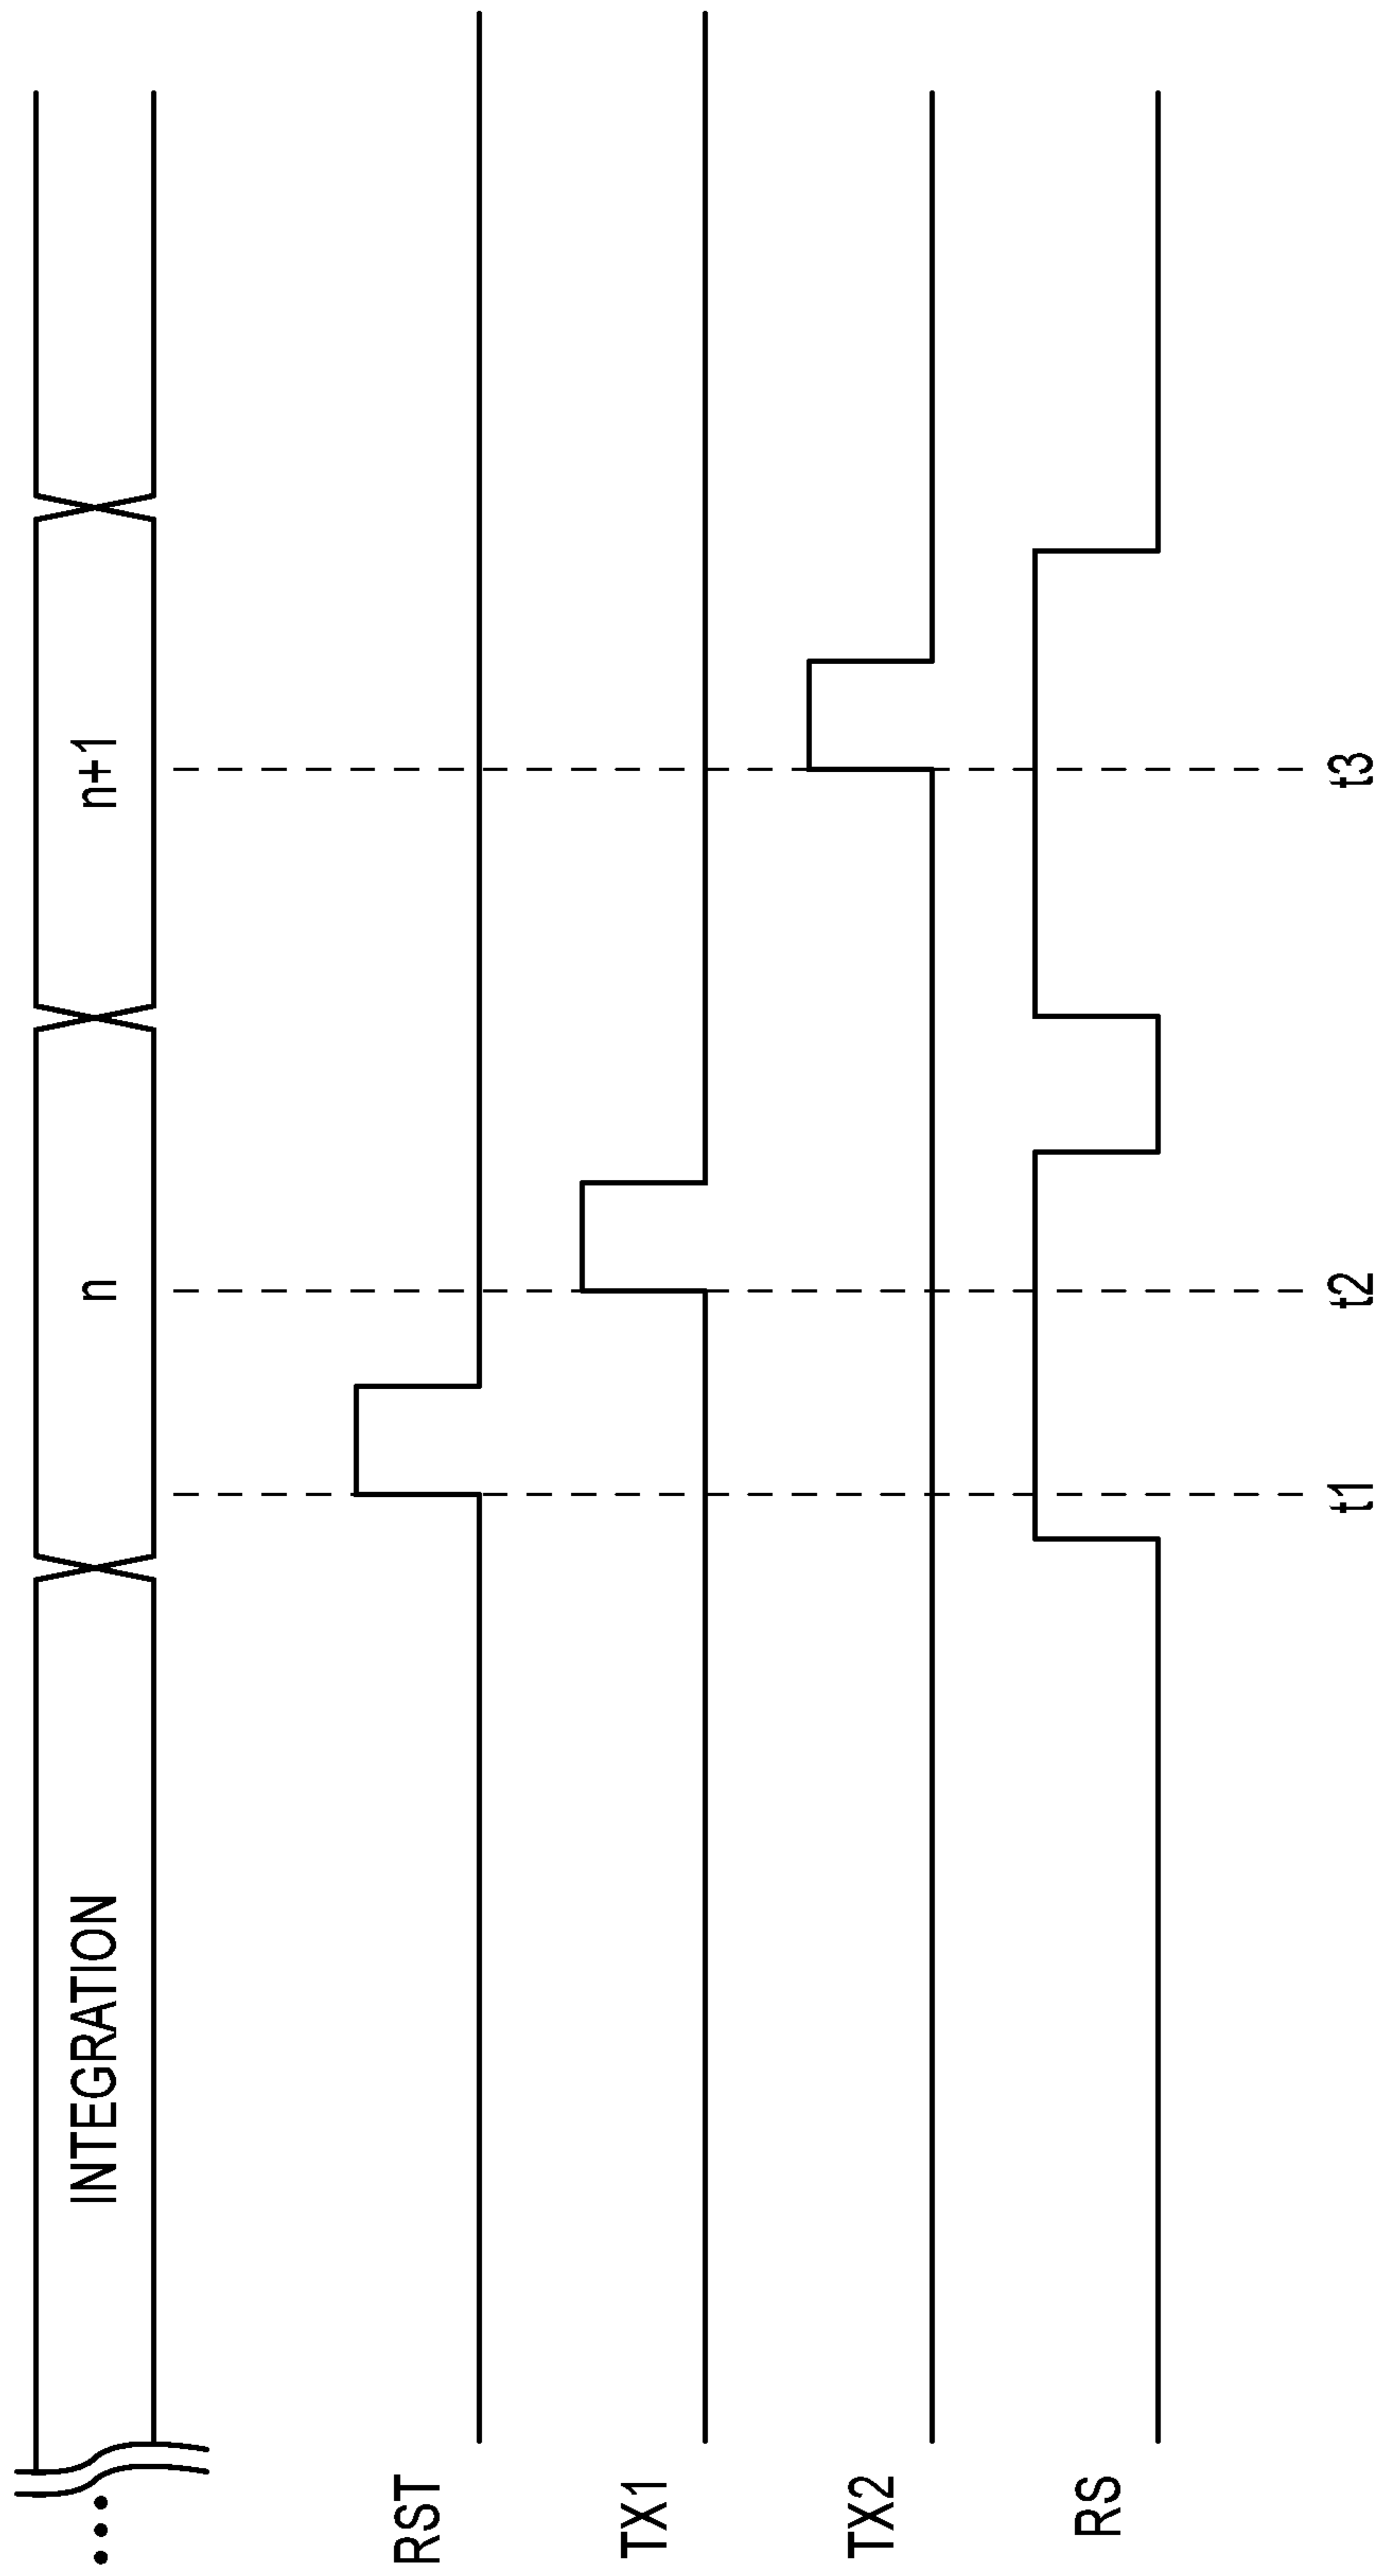 ... INTEGRATION n n+1
RST
TX1
TX2
RS
t1 t2 t3